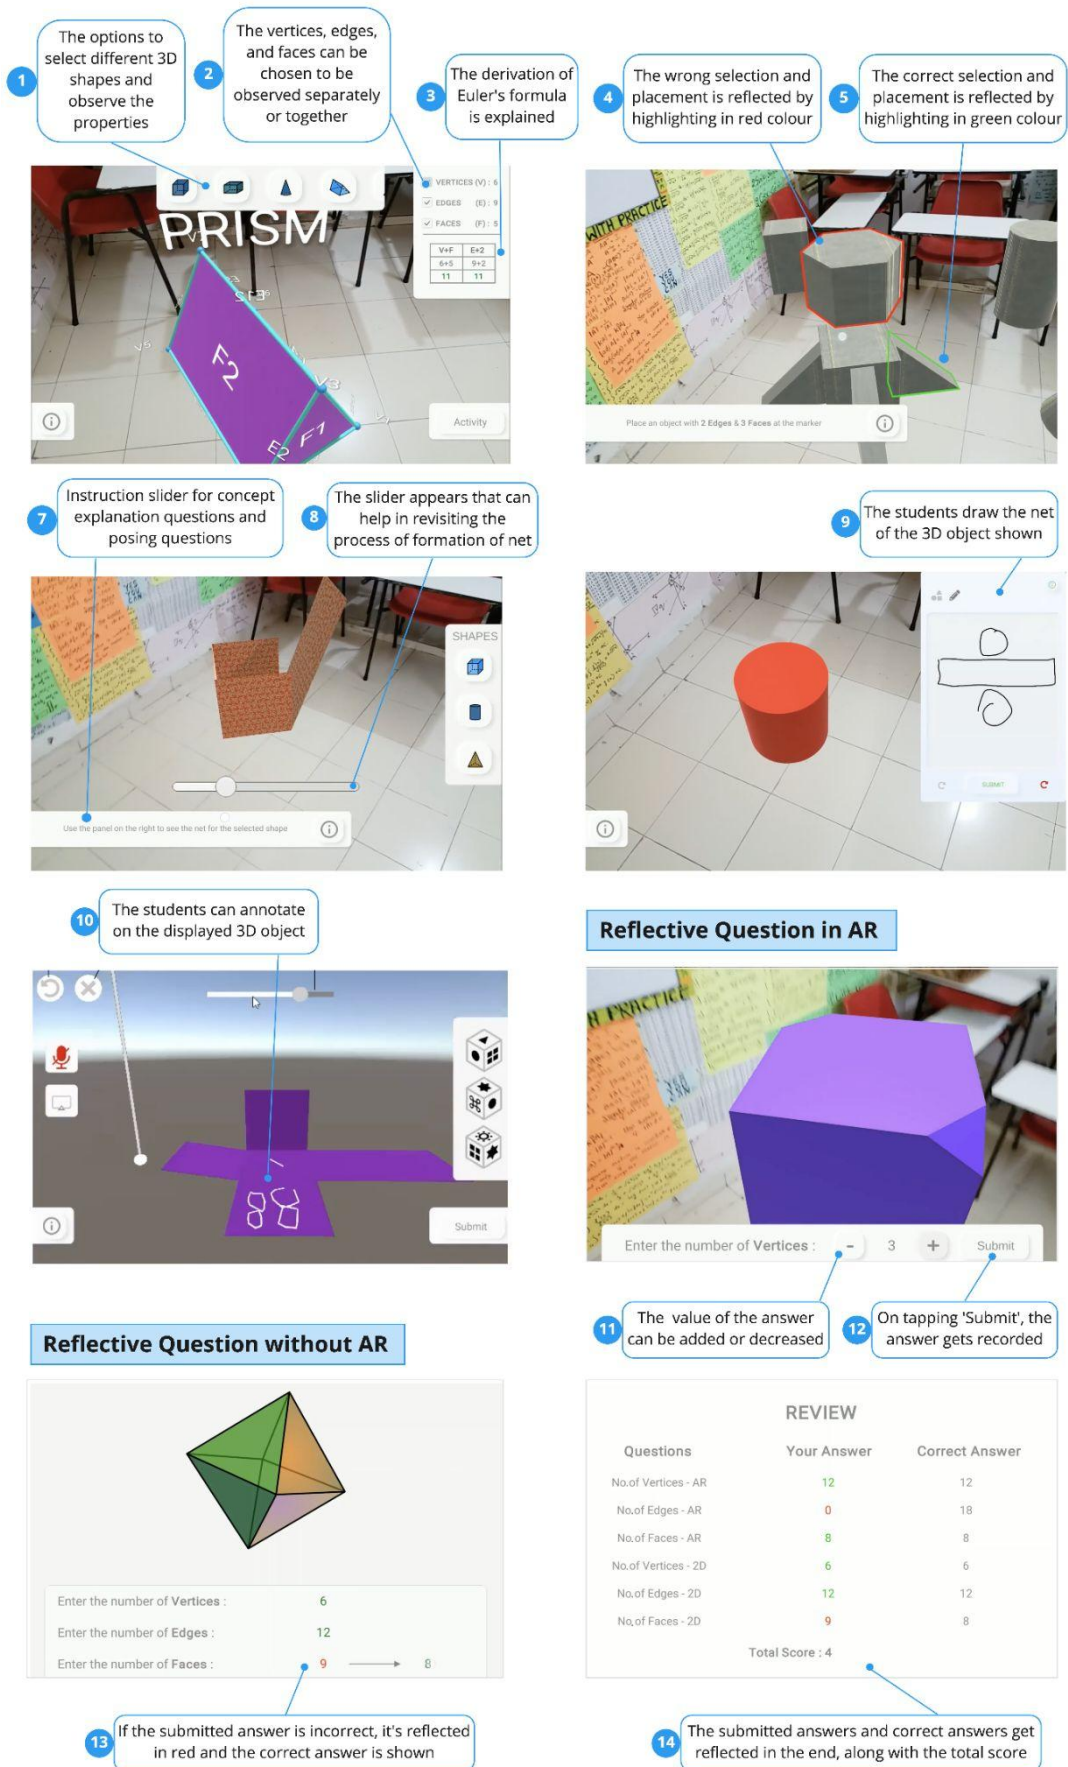 1
The options to
select different 3D
shapes and
observe the
properties
2
The vertices, edges,
and faces can be
chosen to be
observed separately
or together
3
The derivation of
Euler's formula
is explained
4
The wrong selection and
placement is reflected by
highlighting in red colour
5
The correct selection and
placement is reflected by
highlighting in green colour
PRISM
VERTICES (V) : 6
EDGES (E) : 9
FACES (F) : 5
V+F E+2
6+5 9+2
11 11
V5
F2
V3
E2
F1
Activity
WITH PRACTICE
YES
YOU
CAN
Place an object with 2 Edges & 3 Faces at the marker
7
Instruction slider for concept
explanation questions and
posing questions
8
The slider appears that can
help in revisiting the
process of formation of net
9
The students draw the net
of the 3D object shown
SHAPES
Use the panel on the right to see the net for the selected shape
SUBMIT
10
The students can annotate
on the displayed 3D object
Submit
Reflective Question in AR
N PRACTICE
Enter the number of Vertices : - 3 + Submit
11
The value of the answer
can be added or decreased
12
On tapping 'Submit', the
answer gets recorded
Reflective Question without AR
Enter the number of Vertices : 6
Enter the number of Edges : 12
Enter the number of Faces : 9 8
REVIEW
Questions Your Answer Correct Answer
No.of Vertices - AR 12 12
No.of Edges - AR 0 18
No.of Faces - AR 8 8
No.of Vertices - 2D 6 6
No.of Edges - 2D 12 12
No.of Faces - 2D 9 8
Total Score : 4
13
If the submitted answer is incorrect, it's reflected
in red and the correct answer is shown
14
The submitted answers and correct answers get
reflected in the end, along with the total score